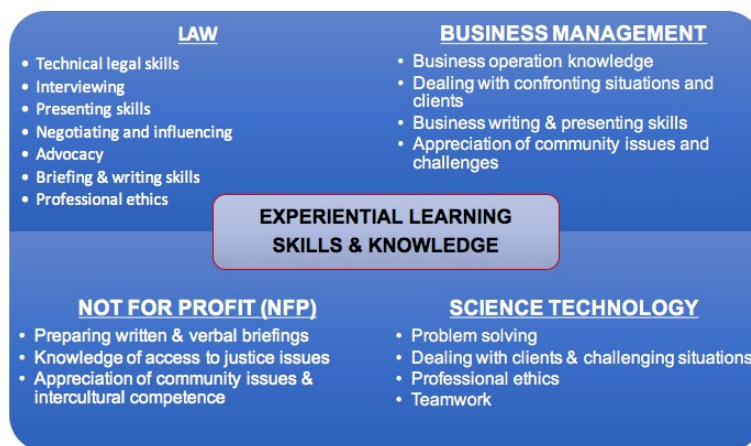 LAW
• Technical legal skills
• Interviewing
• Presenting skills
• Negotiating and influencing
• Advocacy
• Briefing & writing skills
• Professional ethics
BUSINESS MANAGEMENT
• Business operation knowledge
• Dealing with confronting situations and
clients
• Business writing & presenting skills
• Appreciation of community issues and
challenges
EXPERIENTIAL LEARNING
SKILLS & KNOWLEDGE
NOT FOR PROFIT (NFP)
• Preparing written & verbal briefings
• Knowledge of access to justice issues
• Appreciation of community issues &
intercultural competence
SCIENCE TECHNOLOGY
• Problem solving
• Dealing with clients & challenging situations
• Professional ethics
• Teamwork